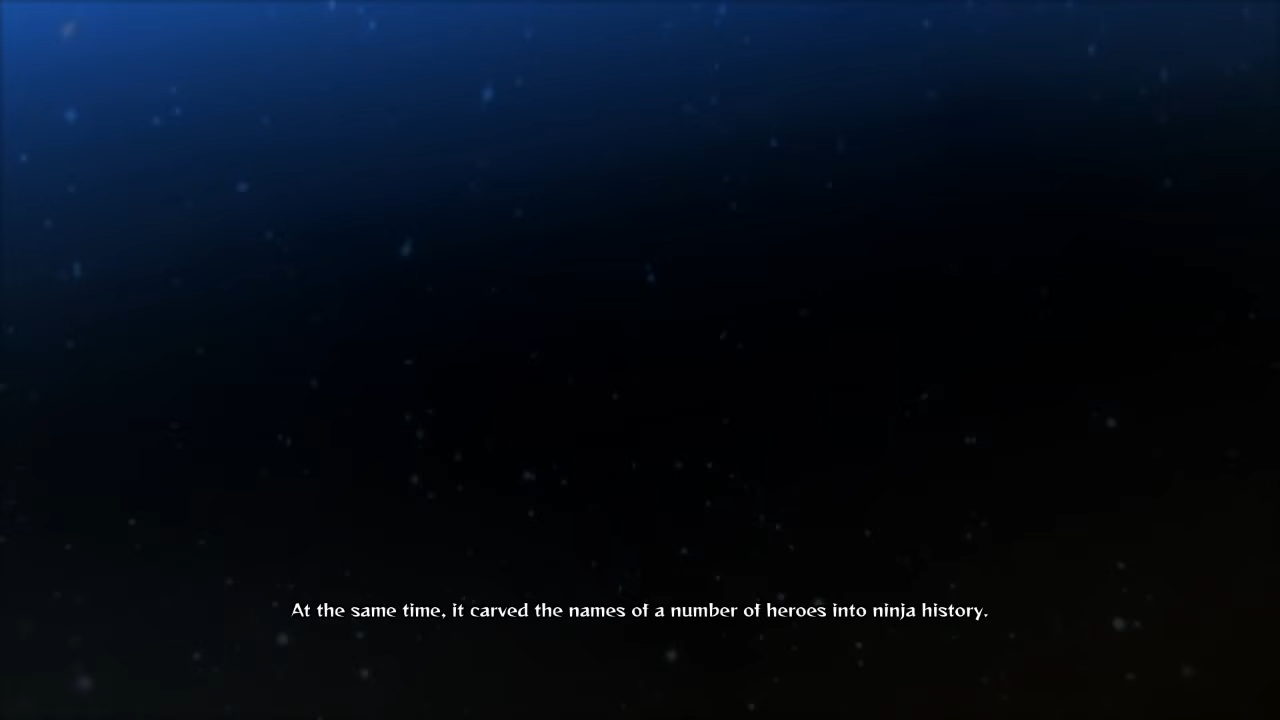 At the same time, it carved the names of a number of heroes into ninja history.